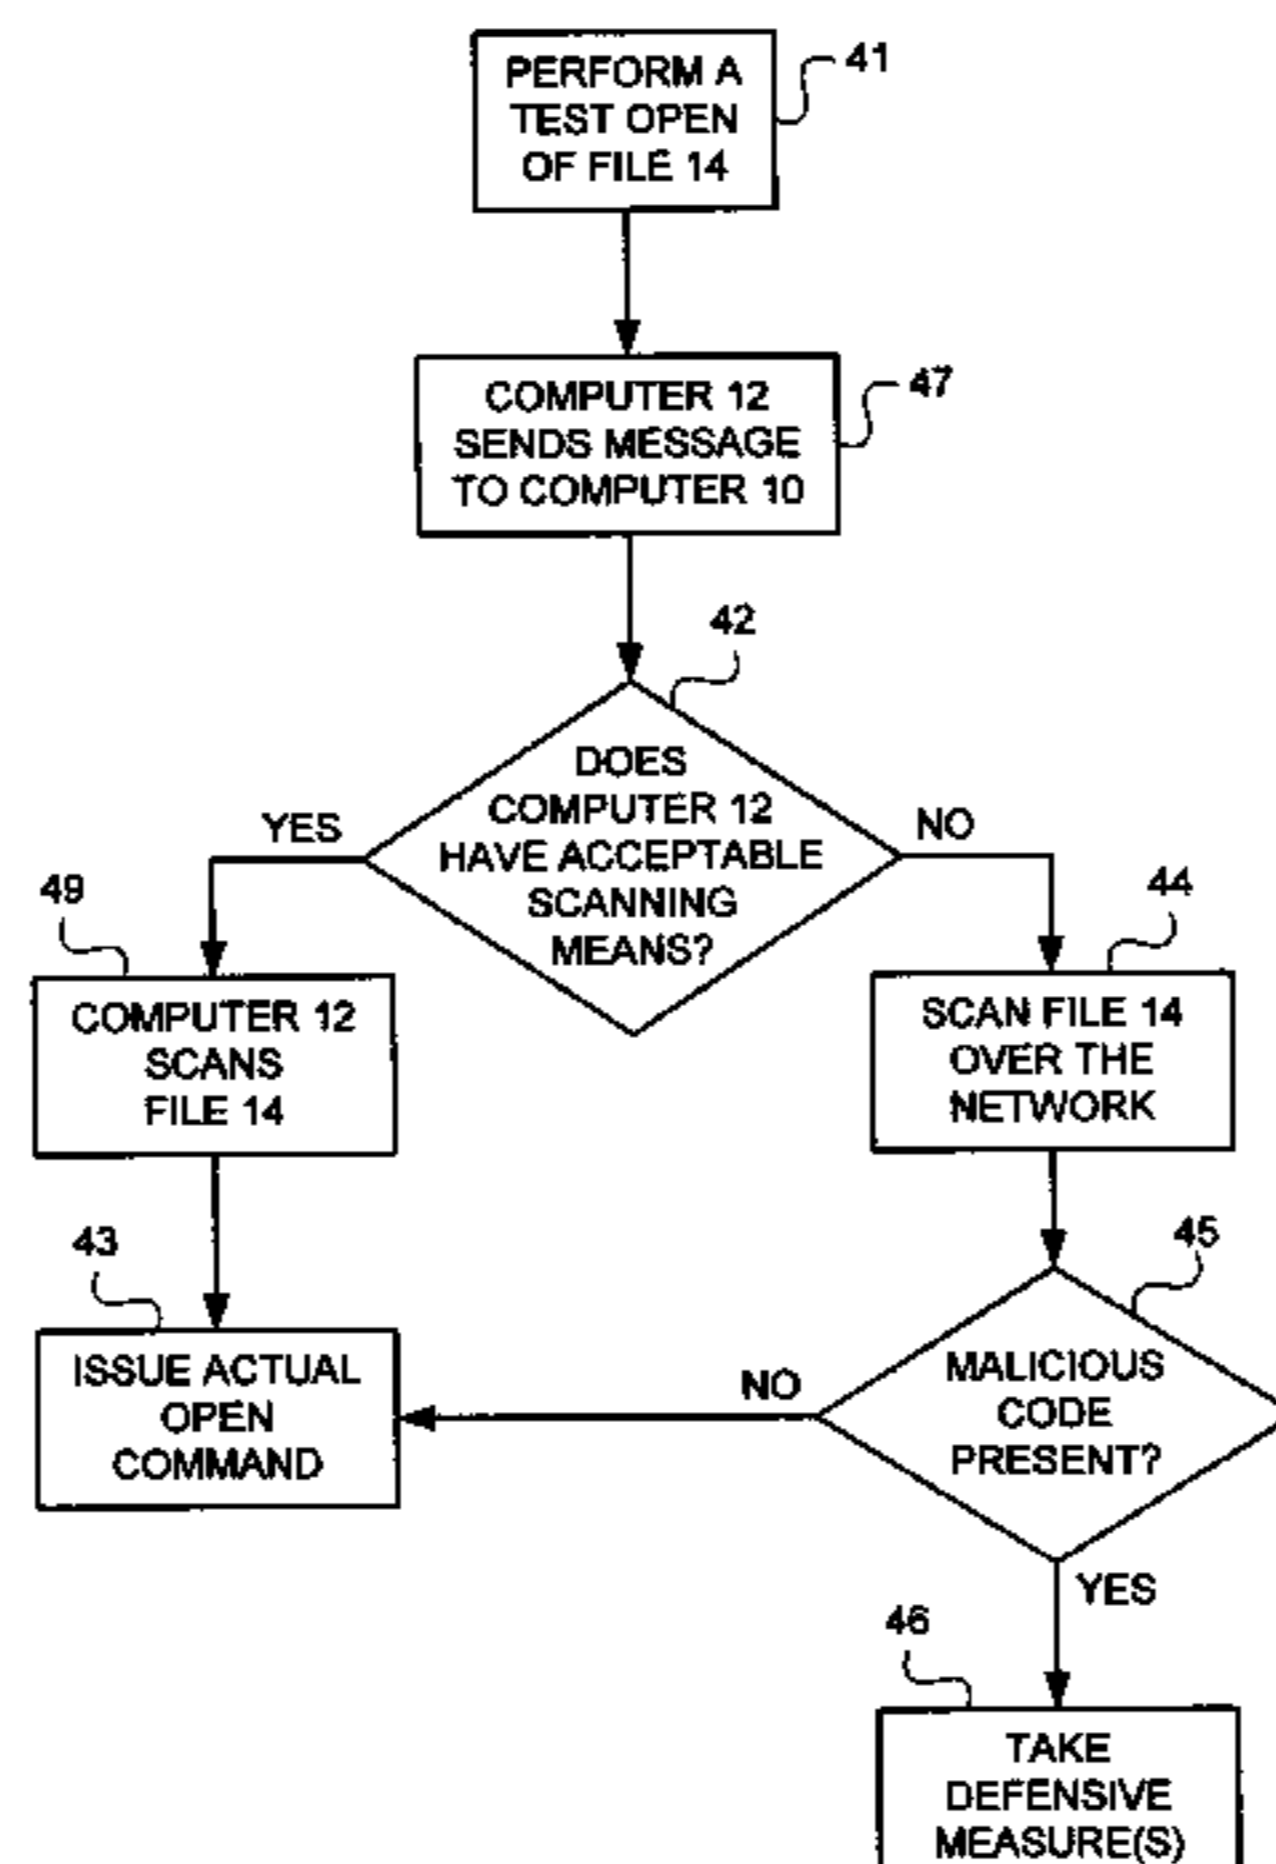 PERFORM A
TEST OPEN
OF FILE 14
41
COMPUTER 12
SENDS MESSAGE
TO COMPUTER 10
47
42
DOES
COMPUTER 12
HAVE ACCEPTABLE
SCANNING
MEANS?
YES
NO
49
COMPUTER 12
SCANS
FILE 14
44
SCAN FILE 14
OVER THE
NETWORK
43
ISSUE ACTUAL
OPEN
COMMAND
45
MALICIOUS
CODE
PRESENT?
NO
YES
46
TAKE
DEFENSIVE
MEASURE(S)